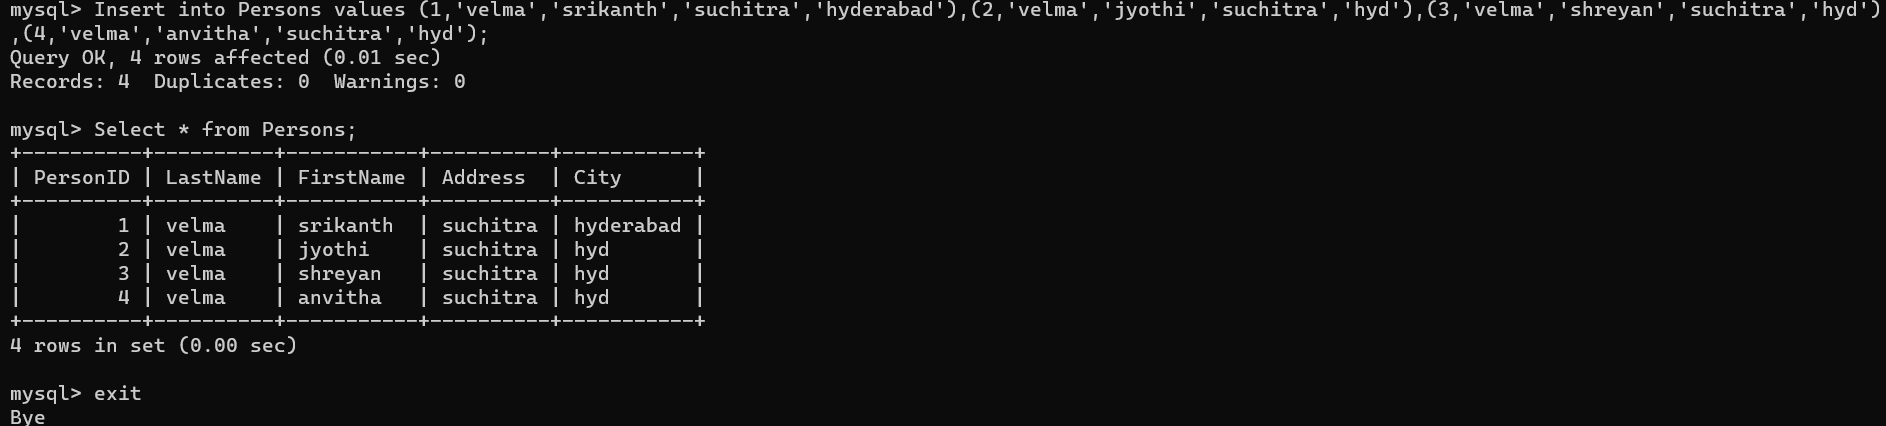 mysql> Insert into Persons values (1,'velma','srikanth','suchitra','hyderabad'),(2,'velma','jyothi','suchitra','hyd'),(3,'velma','shreyan','suchitra','hyd')
,(4,'velma','anvitha','suchitra','hyd');
Query OK, 4 rows affected (0.01 sec)
Records: 4  Duplicates: 0  Warnings: 0
mysql> Select * from Persons;
+----------+----------+-----------+----------+-----------+
| PersonID | LastName | FirstName | Address  | City      |
+----------+----------+-----------+----------+-----------+
|        1 | velma    | srikanth  | suchitra | hyderabad |
|        2 | velma    | jyothi    | suchitra | hyd       |
|        3 | velma    | shreyan   | suchitra | hyd       |
|        4 | velma    | anvitha   | suchitra | hyd       |
+----------+----------+-----------+----------+-----------+
4 rows in set (0.00 sec)
mysql> exit
Bye